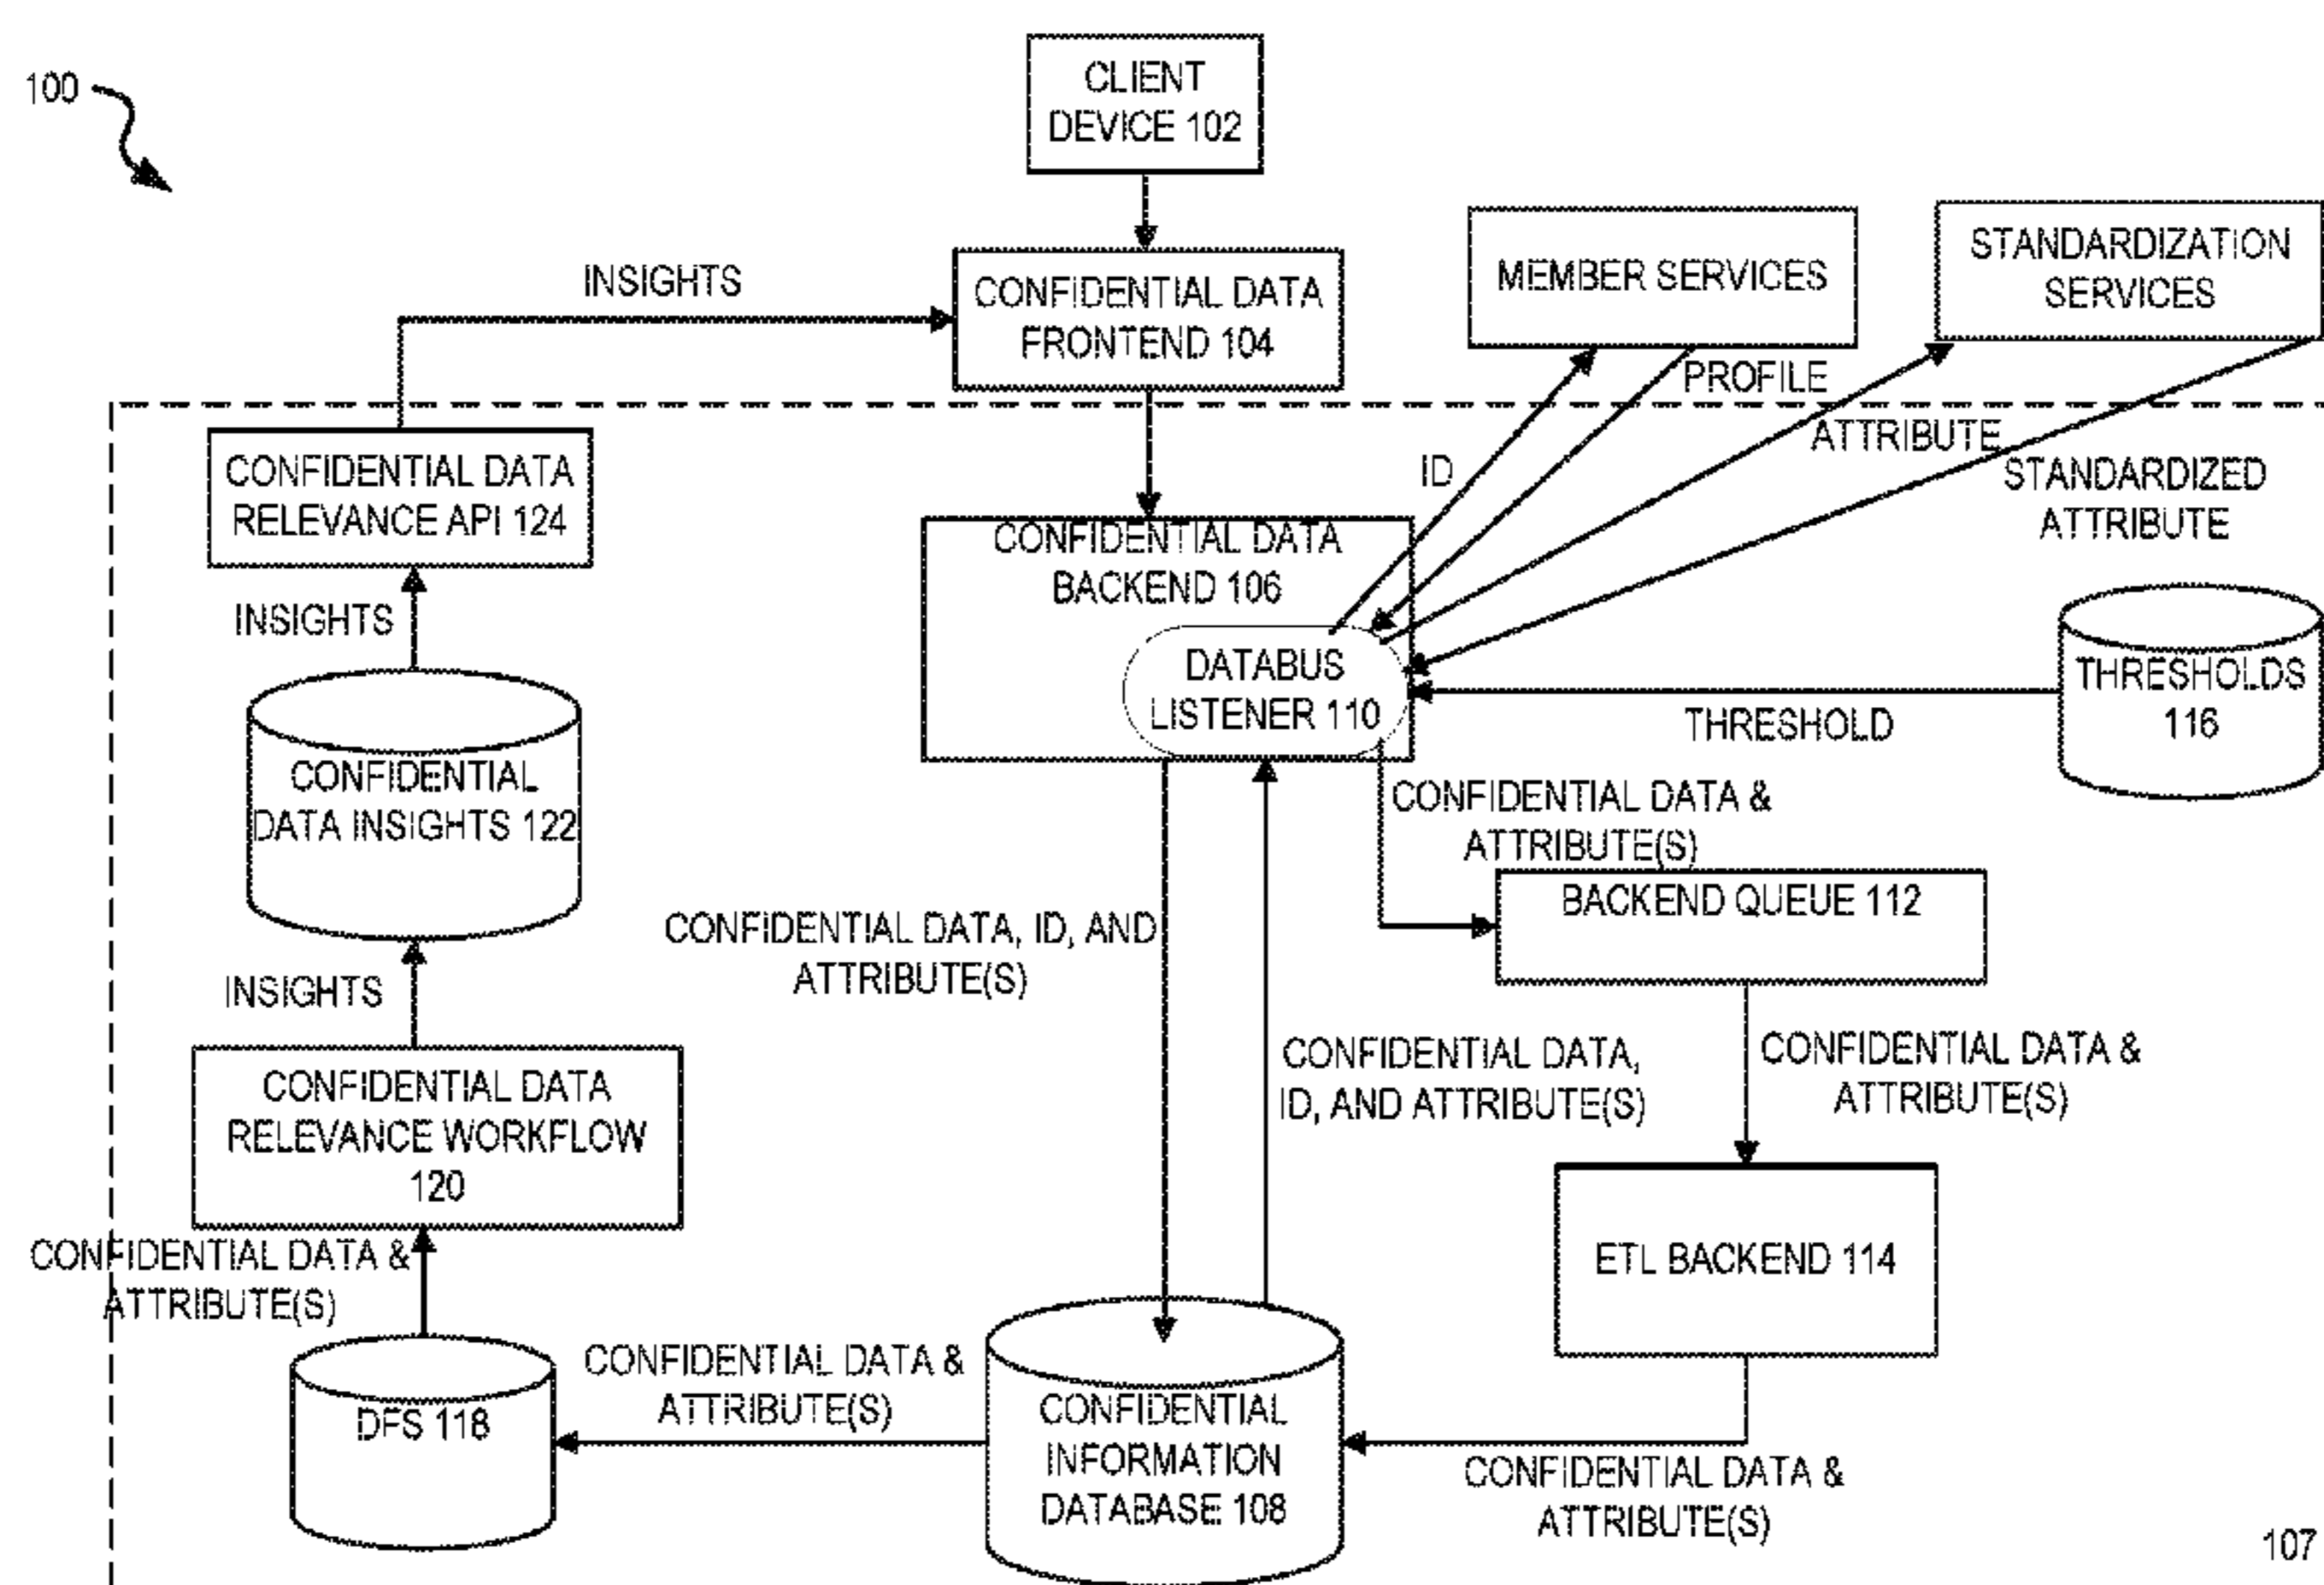 100
CLIENT
DEVICE 102
INSIGHTS
CONFIDENTIAL DATA
FRONTEND 104
MEMBER SERVICES
STANDARDIZATION
SERVICES
PROFILE
ATTRIBUTE
ID
STANDARDIZED
ATTRIBUTE
CONFIDENTIAL DATA
RELEVANCE API 124
CONFIDENTIAL DATA
BACKEND 106
DATABUS
LISTENER 110
THRESHOLD
THRESHOLDS
116
INSIGHTS
CONFIDENTIAL
DATA INSIGHTS 122
CONFIDENTIAL DATA &
ATTRIBUTE(S)
BACKEND QUEUE 112
CONFIDENTIAL DATA, ID, AND
ATTRIBUTE(S)
INSIGHTS
CONFIDENTIAL DATA,
ID, AND ATTRIBUTE(S)
CONFIDENTIAL DATA &
ATTRIBUTE(S)
CONFIDENTIAL DATA
RELEVANCE WORKFLOW
120
ETL BACKEND 114
CONFIDENTIAL DATA &
ATTRIBUTE(S)
DFS 118
CONFIDENTIAL DATA &
ATTRIBUTE(S)
CONFIDENTIAL
INFORMATION
DATABASE 108
CONFIDENTIAL DATA &
ATTRIBUTE(S)
107